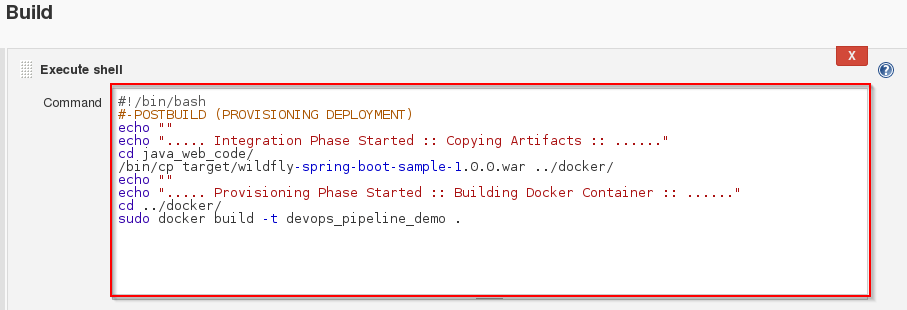 Build
X
Execute shell
?
Command
#!/bin/bash
#-POSTBUILD (PROVISIONING DEPLOYMENT)
echo ""
echo "..... Integration Phase Started :: Copying Artifacts :: ......"
cd java_web_code/
/bin/cp target/wildfly-spring-boot-sample-1.0.0.war ../docker/
echo ""
echo "..... Provisioning Phase Started :: Building Docker Container :: ......"
cd ../docker/
sudo docker build -t devops_pipeline_demo .